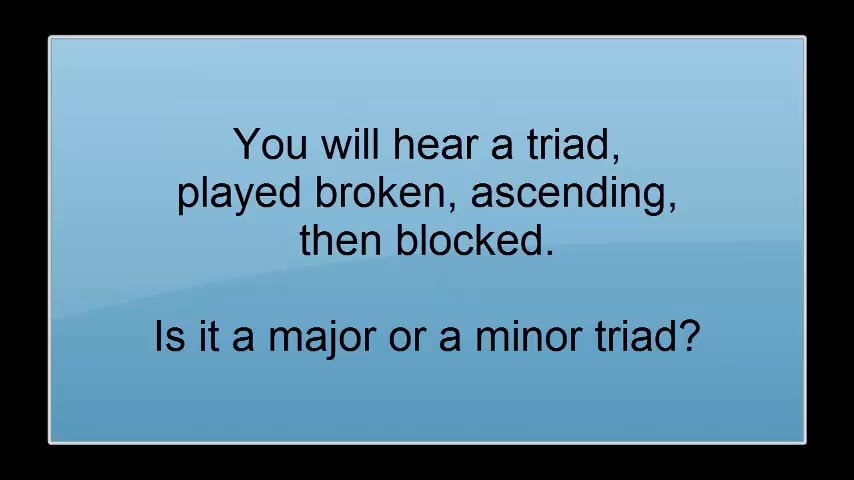 You will hear a triad,
played broken, ascending,
then blocked.
Is it a major or a minor triad?